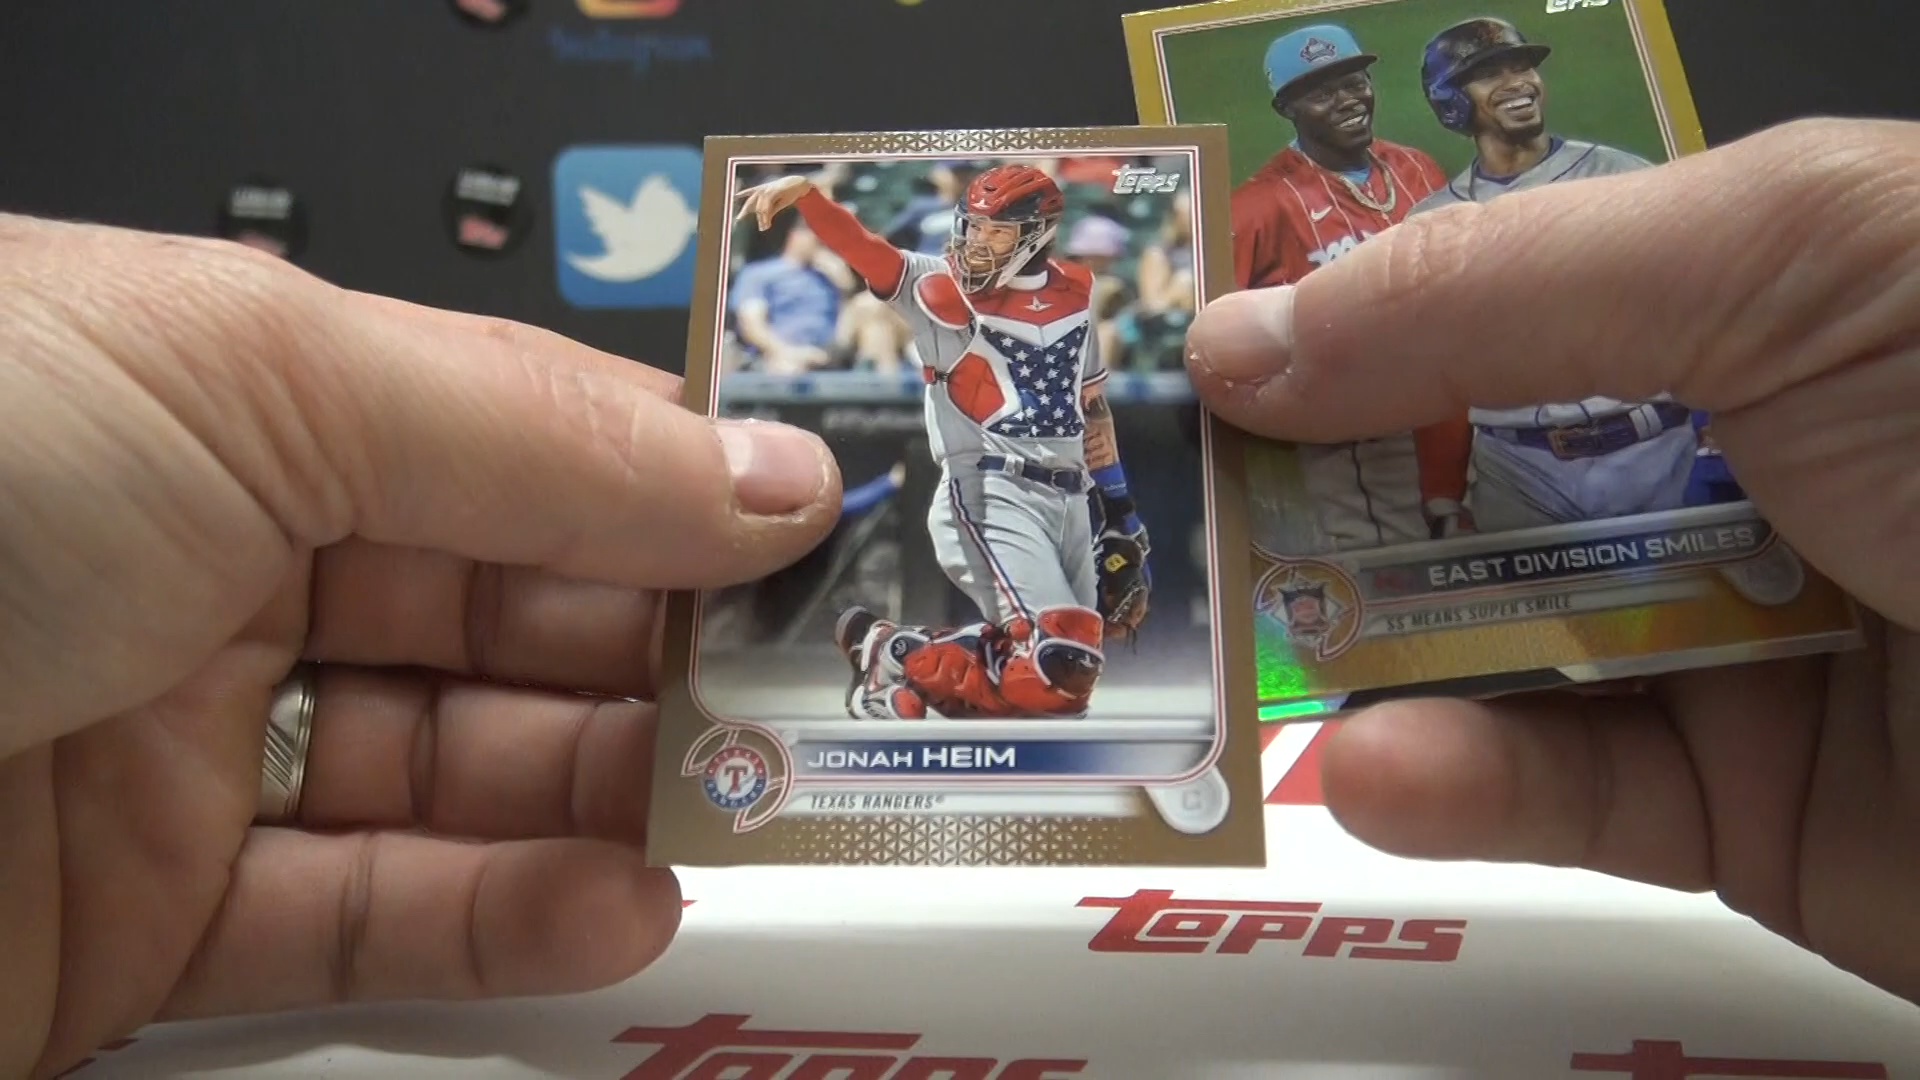 Instagram
TOPPS
TOPPS
JONAH HEIM
TEXAS RANGERS®
C
T
EAST DIVISION SMILES
SS MEANS SUPER SMILE
TOPPS
TOPPS